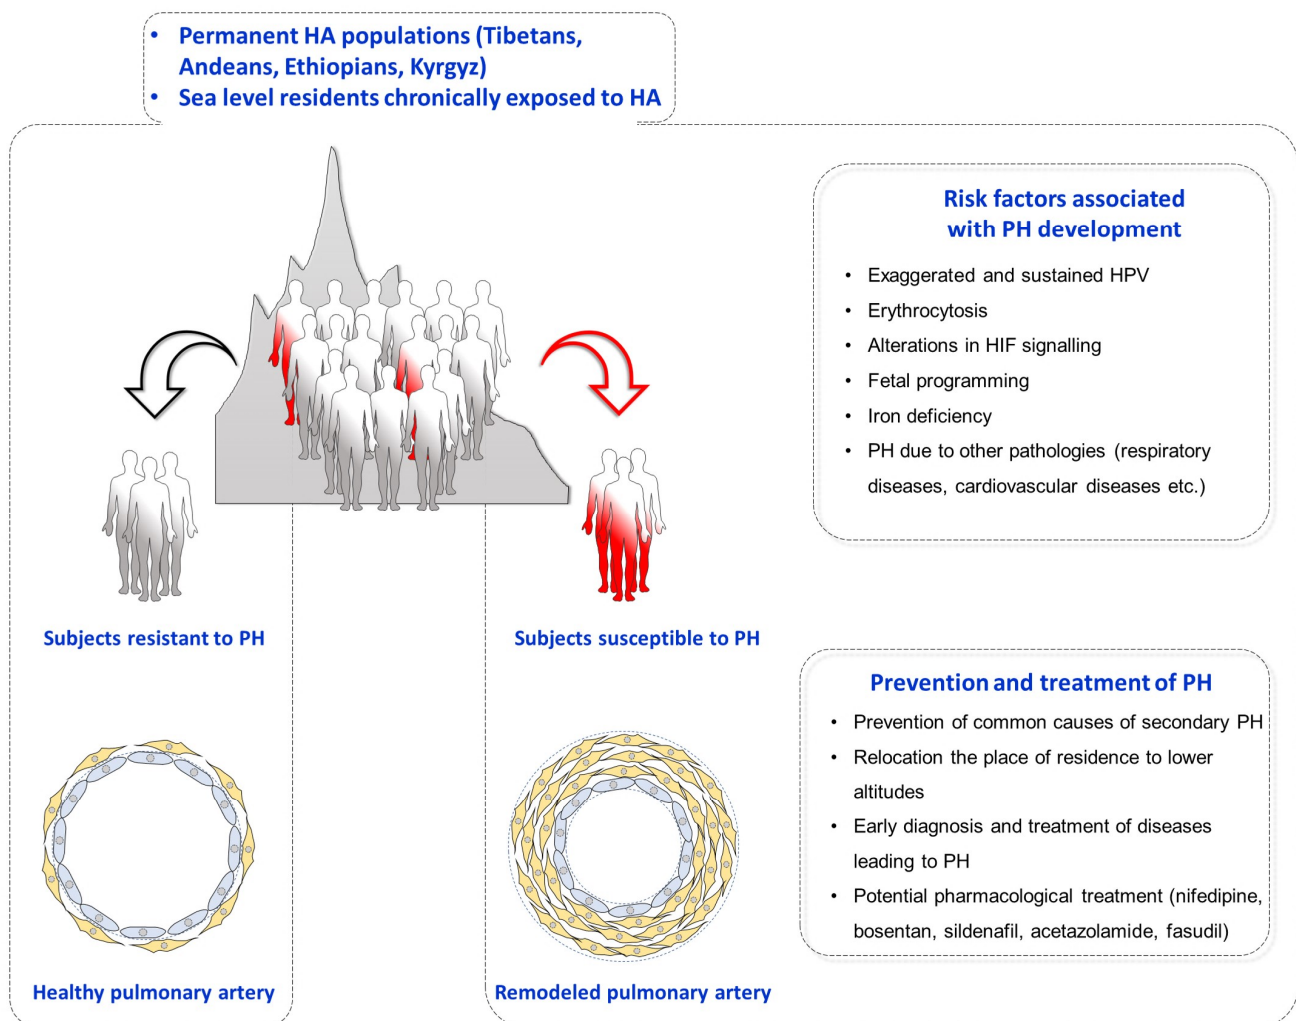 • Permanent HA populations (Tibetans,
Andeans, Ethiopians, Kyrgyz)
• Sea level residents chronically exposed to HA
Risk factors associated
with PH development
• Exaggerated and sustained HPV
• Erythrocytosis
• Alterations in HIF signalling
• Fetal programming
• Iron deficiency
• PH due to other pathologies (respiratory
diseases, cardiovascular diseases etc.)
Subjects resistant to PH
Subjects susceptible to PH
Prevention and treatment of PH
• Prevention of common causes of secondary PH
• Relocation the place of residence to lower
altitudes
• Early diagnosis and treatment of diseases
leading to PH
• Potential pharmacological treatment (nifedipine,
bosentan, sildenafil, acetazolamide, fasudil)
Healthy pulmonary artery
Remodeled pulmonary artery